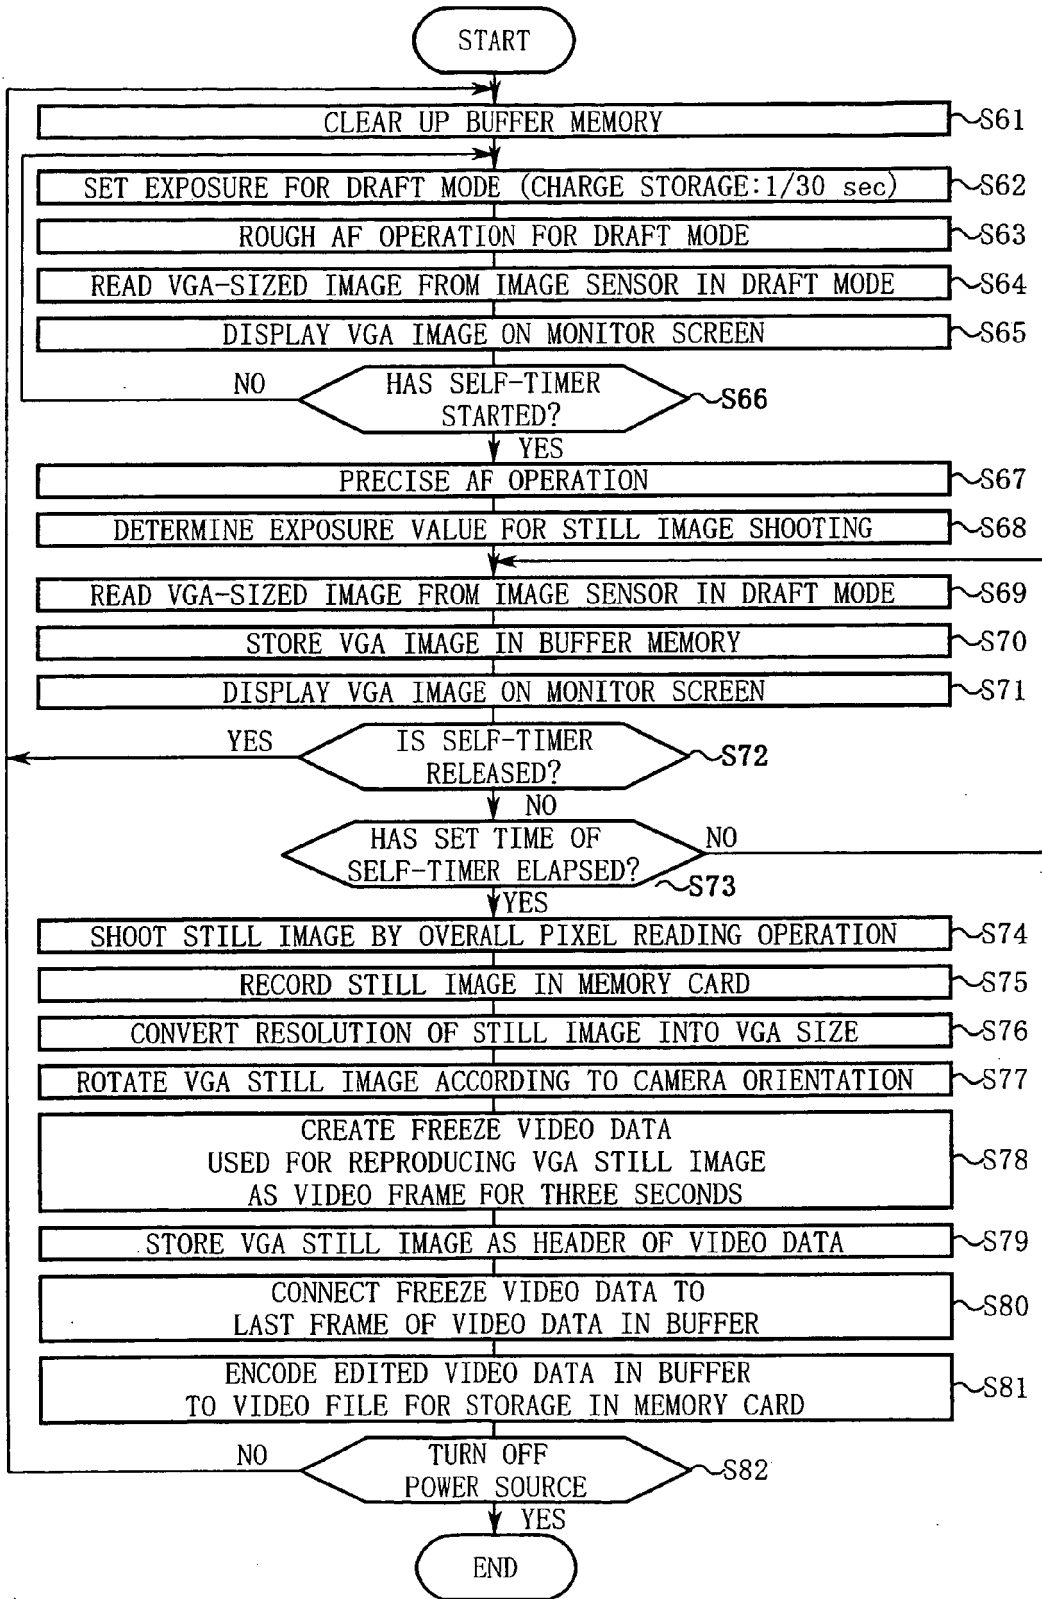 START
CLEAR UP BUFFER MEMORY
S61
SET EXPOSURE FOR DRAFT MODE (CHARGE STORAGE:1/30 sec)
S62
ROUGH AF OPERATION FOR DRAFT MODE
S63
READ VGA-SIZED IMAGE FROM IMAGE SENSOR IN DRAFT MODE
S64
DISPLAY VGA IMAGE ON MONITOR SCREEN
S65
NO
HAS SELF-TIMER
STARTED?
S66
YES
PRECISE AF OPERATION
S67
DETERMINE EXPOSURE VALUE FOR STILL IMAGE SHOOTING
S68
READ VGA-SIZED IMAGE FROM IMAGE SENSOR IN DRAFT MODE
S69
STORE VGA IMAGE IN BUFFER MEMORY
S70
DISPLAY VGA IMAGE ON MONITOR SCREEN
S71
YES
IS SELF-TIMER
RELEASED?
S72
NO
HAS SET TIME OF
SELF-TIMER ELAPSED?
NO
S73
YES
SHOOT STILL IMAGE BY OVERALL PIXEL READING OPERATION
S74
RECORD STILL IMAGE IN MEMORY CARD
S75
CONVERT RESOLUTION OF STILL IMAGE INTO VGA SIZE
S76
ROTATE VGA STILL IMAGE ACCORDING TO CAMERA ORIENTATION
S77
CREATE FREEZE VIDEO DATA
USED FOR REPRODUCING VGA STILL IMAGE
AS VIDEO FRAME FOR THREE SECONDS
S78
STORE VGA STILL IMAGE AS HEADER OF VIDEO DATA
S79
CONNECT FREEZE VIDEO DATA TO
LAST FRAME OF VIDEO DATA IN BUFFER
S80
ENCODE EDITED VIDEO DATA IN BUFFER
TO VIDEO FILE FOR STORAGE IN MEMORY CARD
S81
NO
TURN OFF
POWER SOURCE
S82
YES
END